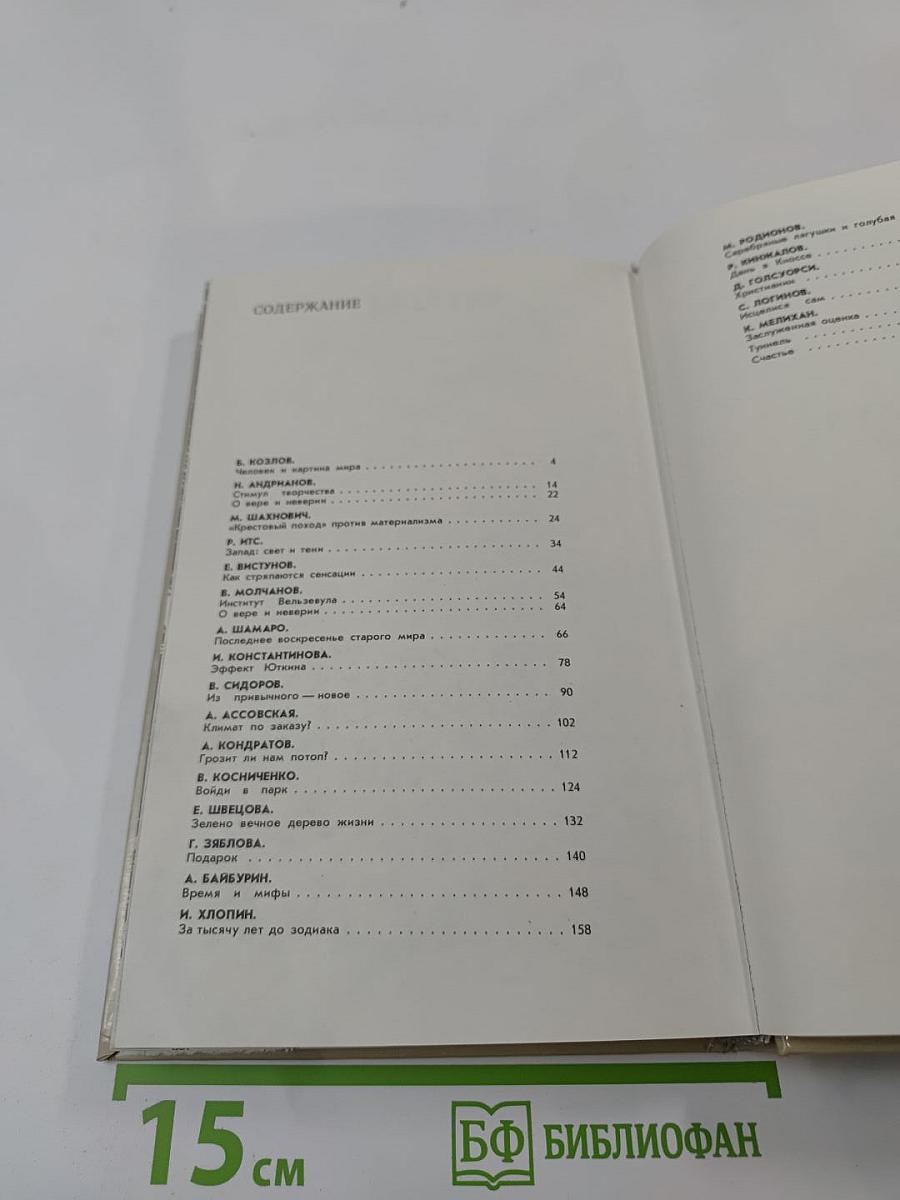 СОДЕРЖАНИЕ
Б. КОЗЛОВ.
Человек и картина мира . . . . . . . . . . . . . . . . . . . . . 4
Н. АНДРИАНОВ.
Стимул творчества . . . . . . . . . . . . . . . . . . . . . . . . 14
О вере и неверии . . . . . . . . . . . . . . . . . . . . . . . . . 22
М. ШАХНОВИЧ.
«Крестовый поход» против материализма . . . . . . . . . . 24
Р. ИТС.
Запад: свет и тени . . . . . . . . . . . . . . . . . . . . . . . . 34
Е. ВИСТУНОВ.
Как стряпаются сенсации . . . . . . . . . . . . . . . . . . . . 44
В. МОЛЧАНОВ.
Институт Вельзевула . . . . . . . . . . . . . . . . . . . . . . 54
О вере и неверии . . . . . . . . . . . . . . . . . . . . . . . . 64
А. ШАМАРО.
Последнее воскресенье старого мира . . . . . . . . . . . . 66
И. КОНСТАНТИНОВА.
Эффект Юткина . . . . . . . . . . . . . . . . . . . . . . . . . 78
В. СИДОРОВ.
Из привычного — новое . . . . . . . . . . . . . . . . . . . . 90
А. АССОВСКАЯ.
Климат по заказу? . . . . . . . . . . . . . . . . . . . . . . . 102
А. КОНДРАТОВ.
Грозит ли нам потоп? . . . . . . . . . . . . . . . . . . . . . 112
В. КОСНИЧЕНКО.
Войди в парк . . . . . . . . . . . . . . . . . . . . . . . . . . 124
Е. ШВЕЦОВА.
Зелено вечное дерево жизни . . . . . . . . . . . . . . . . . 132
Г. ЗЯБЛОВА.
Подарок . . . . . . . . . . . . . . . . . . . . . . . . . . . . . 140
А. БАЙБУРИН.
Время и мифы . . . . . . . . . . . . . . . . . . . . . . . . . . 148
И. ХЛОПИН.
За тысячу лет до зодиака . . . . . . . . . . . . . . . . . . . 158
М. РОДИОНОВ.
Серебряные лягушки и голубая
Р. КИНЖАЛОВ.
День в Кноссе . . . . . . . .
Д. ГОЛСУОРСИ.
Христианин . . . . . . . . . .
С. ЛОГИНОВ.
Исцелися сам . . . . . . . .
К. МЕЛИХАН.
Заслуженная оценка . . . . .
Туннель . . . . . . . . . . .
Счастье . . . . . . . . . . .
15 см
БФ БИБЛИОФАН